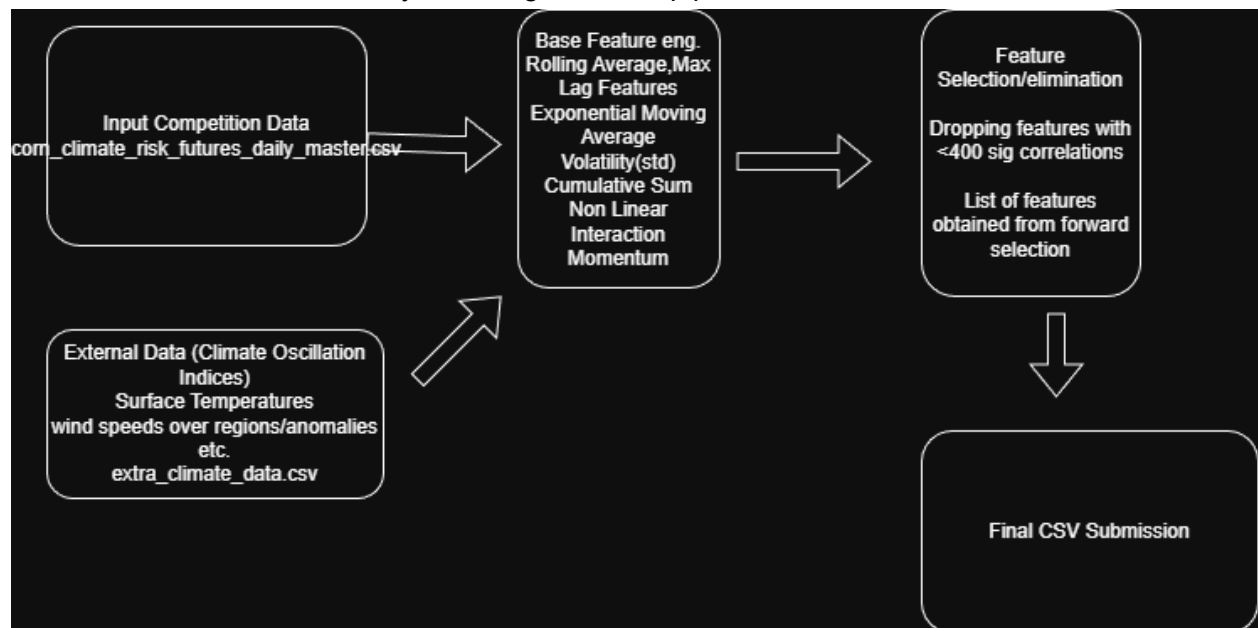 Input Competition Data
corn_climate_risk_futures_daily_master.csv
Base Feature eng.
Rolling Average,Max
Lag Features
Exponential Moving
Average
Volatility(std)
Cumulative Sum
Non Linear
Interaction
Momentum
Feature
Selection/elimination
Dropping features with
<400 sig correlations
List of features
obtained from forward
selection
External Data (Climate Oscillation
Indices)
Surface Temperatures
wind speeds over regions/anomalies
etc.
extra_climate_data.csv
Final CSV Submission